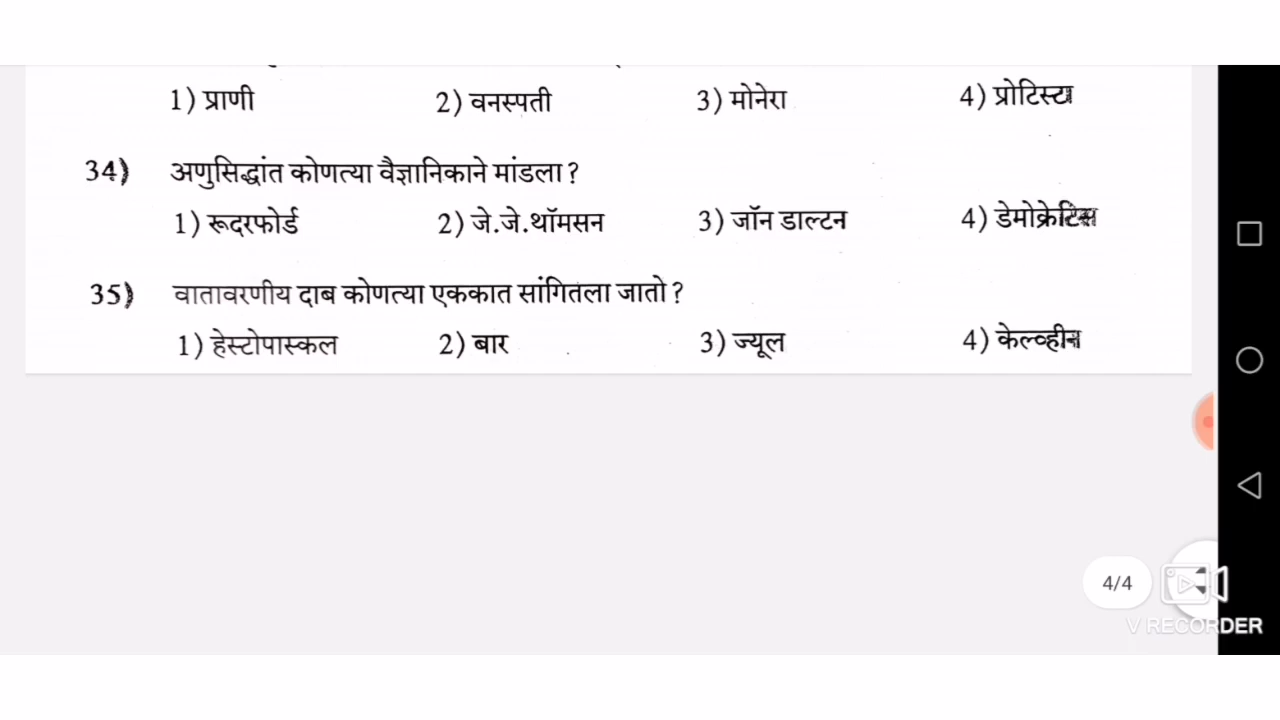 1) प्राणी 2) वनस्पती 3) मोनेरा 4) प्रोटिस्टा
34) अणुसिद्धांत कोणत्या वैज्ञानिकाने मांडला?
1) रूदरफोर्ड 2) जे.जे.थॉमसन 3) जॉन डाल्टन 4) डेमोक्रेटिस
35) वातावरणीय दाब कोणत्या एककात सांगितला जातो?
1) हेस्टोपास्कल 2) बार 3) ज्यूल 4) केल्व्हीन
4/4
V RECORDER